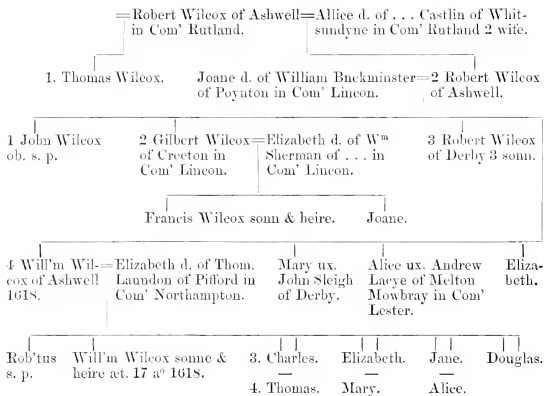 =Robert Wilcox of Ashwell=Allice d. of . . . Castlin of Whit-
in Com' Rutland. sundyne in Com' Rutland 2 wife.
1. Thomas Wilcox. Joane d. of William Buckminster=2 Robert Wilcox
of Poynton in Com' Lincon. of Ashwell.
1 John Wilcox 2 Gilbert Wilcox=Elizabeth d. of Wm 3 Robert Wilcox
ob. s. p. of Creeton in Sherman of . . . in of Derby 3 sonn.
Com' Lincon. Com' Lincon.
Francis Wilcox sonn & heire. Joane.
4 Will'm Wil-=Elizabeth d. of Thom. Mary ux. Alice ux. Andrew Eliza-
cox of Ashwell Laundon of Pifford in John Sleigh Lacye of Melton beth.
1618. Com' Northampton. of Derby. Mowbray in Com'
Lester.
Rob'tus Will'm Wilcox sonne & 3. Charles. Elizabeth. Jane. Douglas.
s. p. heire æt. 17 ao 1618. — — —
4. Thomas. Mary. Alice.